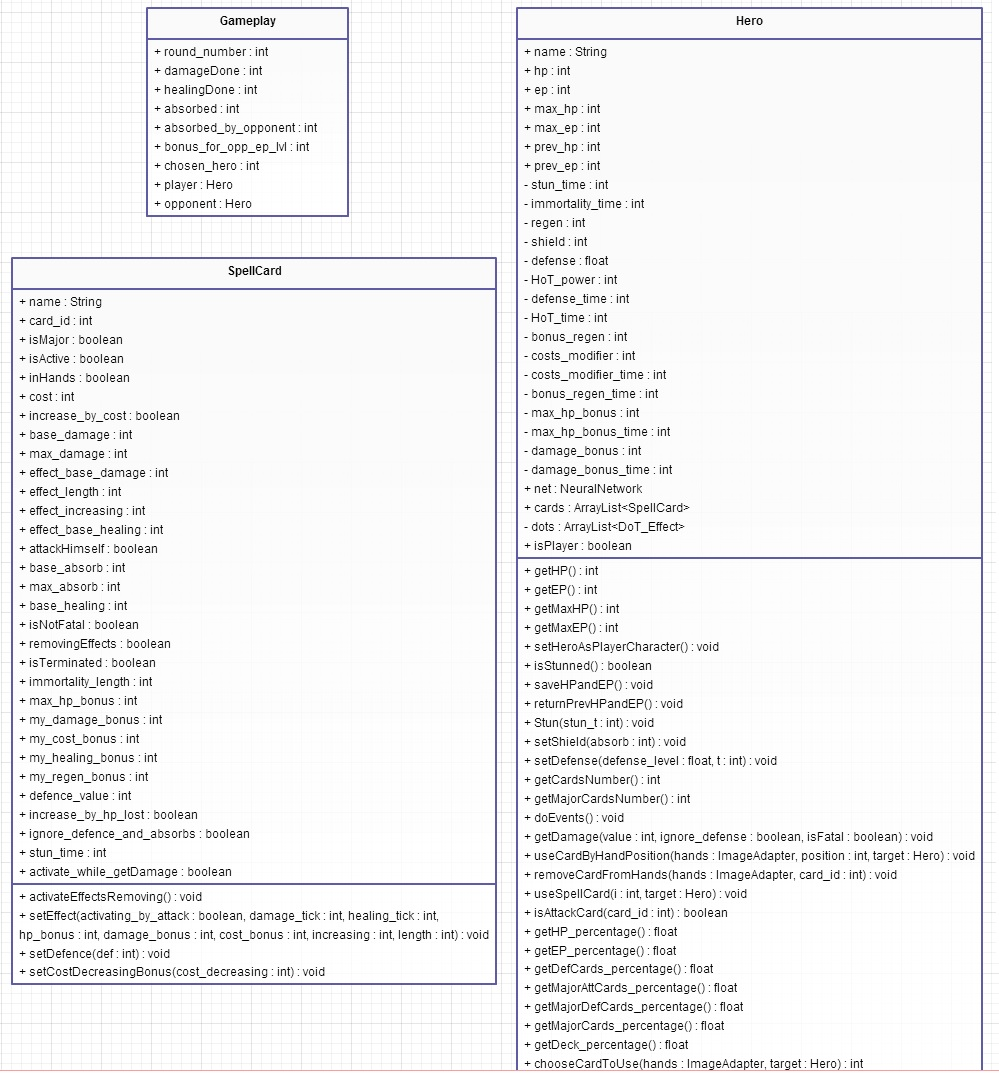 Gameplay
+ round_number : int
+ damageDone : int
+ healingDone : int
+ absorbed : int
+ absorbed_by_opponent : int
+ bonus_for_opp_ep_lvl : int
+ chosen_hero : int
+ player : Hero
+ opponent : Hero
SpellCard
+ name : String
+ card_id : int
+ isMajor : boolean
+ isActive : boolean
+ inHands : boolean
+ cost : int
+ increase_by_cost : boolean
+ base_damage : int
+ max_damage : int
+ effect_base_damage : int
+ effect_length : int
+ effect_increasing : int
+ effect_base_healing : int
+ attackHimself : boolean
+ base_absorb : int
+ max_absorb : int
+ base_healing : int
+ isNotFatal : boolean
+ removingEffects : boolean
+ isTerminated : boolean
+ immortality_length : int
+ max_hp_bonus : int
+ my_damage_bonus : int
+ my_cost_bonus : int
+ my_healing_bonus : int
+ my_regen_bonus : int
+ defence_value : int
+ increase_by_hp_lost : boolean
+ ignore_defence_and_absorbs : boolean
+ stun_time : int
+ activate_while_getDamage : boolean
+ activateEffectsRemoving() : void
+ setEffect(activating_by_attack : boolean, damage_tick : int, healing_tick : int,
hp_bonus : int, damage_bonus : int, cost_bonus : int, increasing : int, length : int) : void
+ setDefence(def : int) : void
+ setCostDecreasingBonus(cost_decreasing : int) : void
Hero
+ name : String
+ hp : int
+ ep : int
+ max_hp : int
+ max_ep : int
+ prev_hp : int
+ prev_ep : int
- stun_time : int
- immortality_time : int
- regen : int
- shield : int
- defense : float
- HoT_power : int
- defense_time : int
- HoT_time : int
- bonus_regen : int
- costs_modifier : int
- costs_modifier_time : int
- bonus_regen_time : int
- max_hp_bonus : int
- max_hp_bonus_time : int
- damage_bonus : int
- damage_bonus_time : int
+ net : NeuralNetwork
+ cards : ArrayList<SpellCard>
- dots : ArrayList<DoT_Effect>
+ isPlayer : boolean
+ getHP() : int
+ getEP() : int
+ getMaxHP() : int
+ getMaxEP() : int
+ setHeroAsPlayerCharacter() : void
+ isStunned() : boolean
+ saveHPandEP() : void
+ returnPrevHPandEP() : void
+ Stun(stun_t : int) : void
+ setShield(absorb : int) : void
+ setDefense(defense_level : float, t : int) : void
+ getCardsNumber() : int
+ getMajorCardsNumber() : int
+ doEvents() : void
+ getDamage(value : int, ignore_defense : boolean, isFatal : boolean) : void
+ useCardByHandPosition(hands : ImageAdapter, position : int, target : Hero) : void
+ removeCardFromHands(hands : ImageAdapter, card_id : int) : void
+ useSpellCard(i : int, target : Hero) : void
+ isAttackCard(card_id : int) : boolean
+ getHP_percentage() : float
+ getEP_percentage() : float
+ getDefCards_percentage() : float
+ getMajorAttCards_percentage() : float
+ getMajorDefCards_percentage() : float
+ getMajorCards_percentage() : float
+ getDeck_percentage() : float
+ chooseCardToUse(hands : ImageAdapter, target : Hero) : int